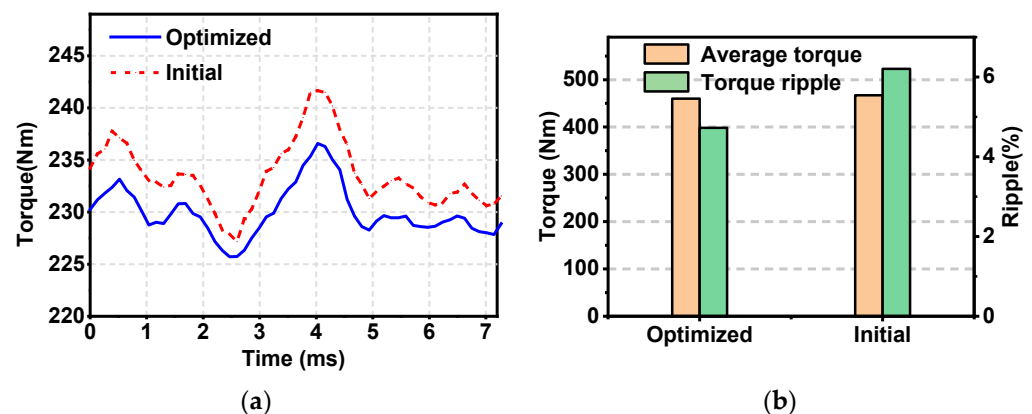 Optimized
Initial
Torque(Nm)
245
240
235
230
225
220
0 1 2 3 4 5 6 7
Time (ms)
(a)
Average torque
Torque ripple
Torque (Nm)
500
400
300
200
100
0
Optimized Initial
6
4
2
0
Ripple(%)
(b)